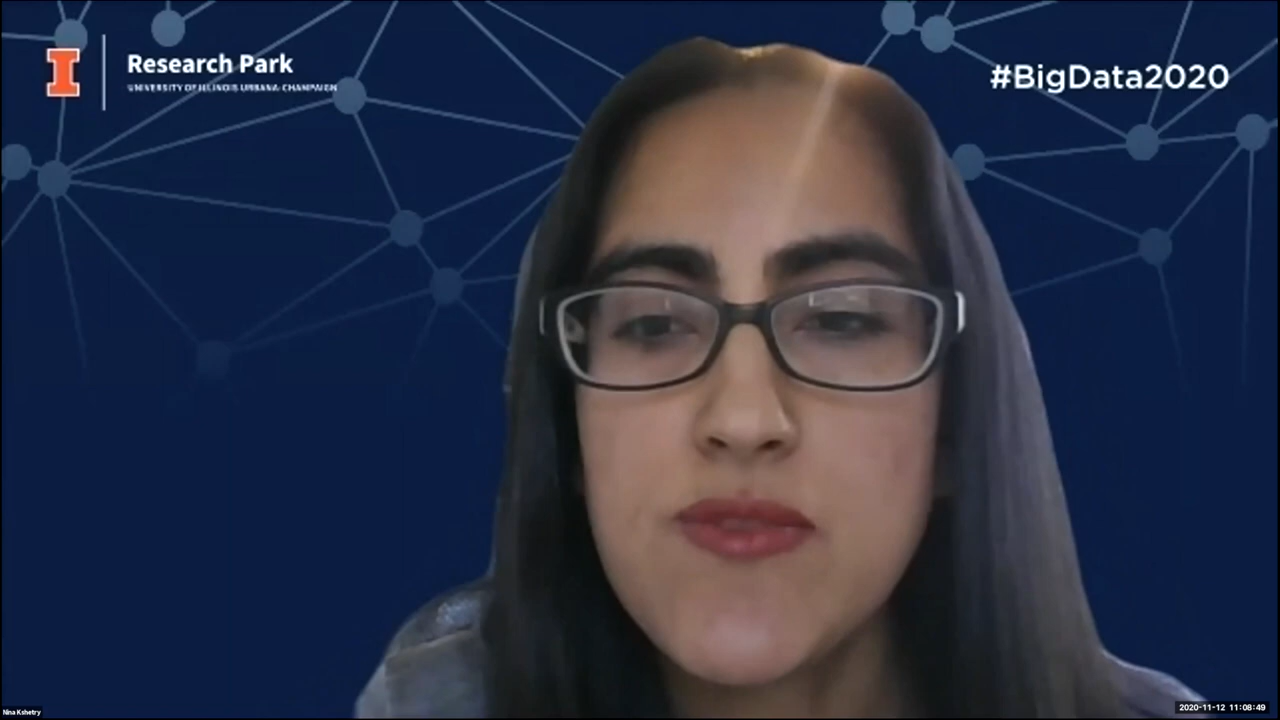 I
Research Park
UNIVERSITY OF ILLINOIS URBANA-CHAMPAIGN
#BigData2020
Nina Kshetry
2020-11-12 11:08:49